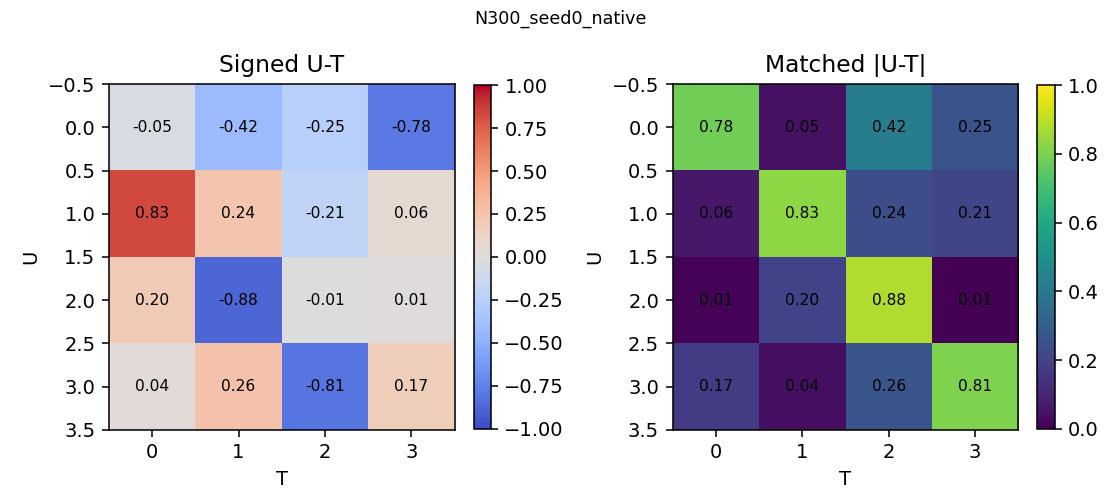 N300_seed0_native
Signed U-T
Matched |U-T|
−0.5
0.0
0.5
1.0
1.5
2.0
2.5
3.0
3.5
U
-0.05 -0.42 -0.25 -0.78
0.83 0.24 -0.21 0.06
0.20 -0.88 -0.01 0.01
0.04 0.26 -0.81 0.17
0 1 2 3
T
1.00
0.75
0.50
0.25
0.00
−0.25
−0.50
−0.75
−1.00
−0.5
0.0
0.5
1.0
1.5
2.0
2.5
3.0
3.5
U
0.78 0.05 0.42 0.25
0.06 0.83 0.24 0.21
0.01 0.20 0.88 0.01
0.17 0.04 0.26 0.81
0 1 2 3
T
1.0
0.8
0.6
0.4
0.2
0.0